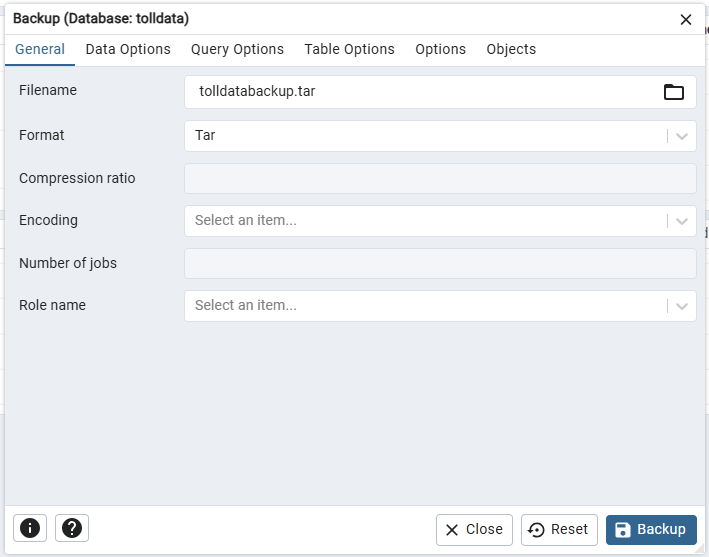 Backup (Database: tolldata)
General Data Options Query Options Table Options Options Objects
Filename tolldatabackup.tar
Format Tar
Compression ratio
Encoding Select an item...
Number of jobs
Role name Select an item...
Close Reset Backup